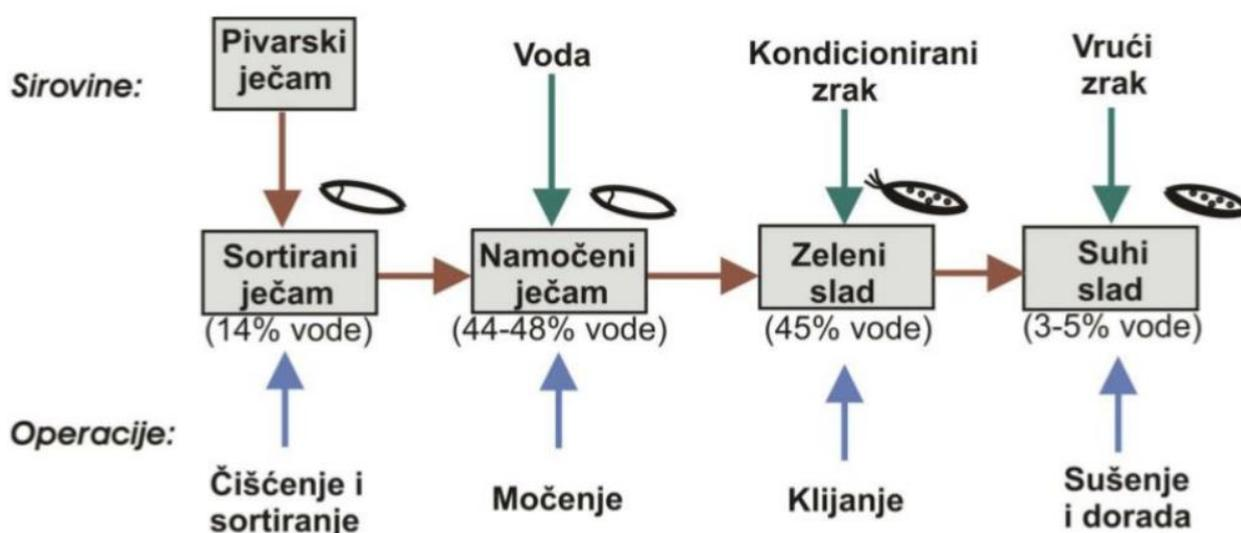 Sirovine:
Pivarski
ječam
Voda
Kondicionirani
zrak
Vrući
zrak
Sortirani
ječam
(14% vode)
Namočeni
ječam
(44-48% vode)
Zeleni
slad
(45% vode)
Suhi
slad
(3-5% vode)
Operacije:
Čišćenje i
sortiranje
Močenje
Klijanje
Sušenje
i dorada